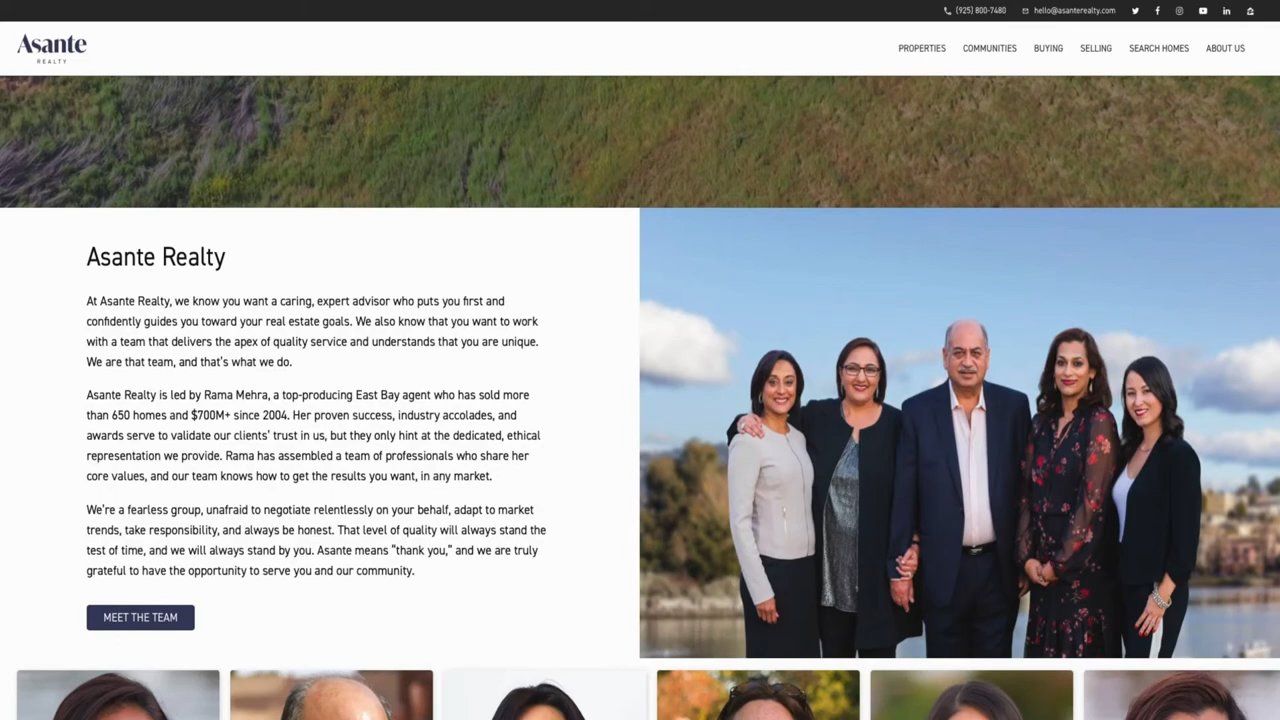 (925) 800-7480 hello@asanterealty.com
Asante
REALTY
PROPERTIES COMMUNITIES BUYING SELLING SEARCH HOMES ABOUT US
Asante Realty
At Asante Realty, we know you want a caring, expert advisor who puts you first and
confidently guides you toward your real estate goals. We also know that you want to work
with a team that delivers the apex of quality service and understands that you are unique.
We are that team, and that's what we do.
Asante Realty is led by Rama Mehra, a top-producing East Bay agent who has sold more
than 650 homes and $700M+ since 2004. Her proven success, industry accolades, and
awards serve to validate our clients' trust in us, but they only hint at the dedicated, ethical
representation we provide. Rama has assembled a team of professionals who share her
core values, and our team knows how to get the results you want, in any market.
We're a fearless group, unafraid to negotiate relentlessly on your behalf, adapt to market
trends, take responsibility, and always be honest. That level of quality will always stand the
test of time, and we will always stand by you. Asante means "thank you," and we are truly
grateful to have the opportunity to serve you and our community.
MEET THE TEAM